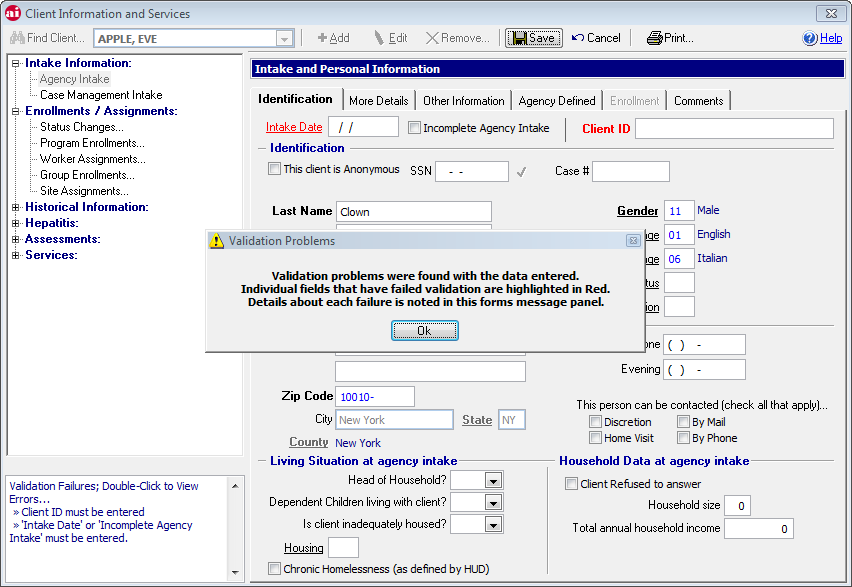 Client Information and Services
Find Client... APPLE, EVE Add Edit Remove... Save Cancel Print... Help
Intake Information:
Agency Intake
Case Management Intake
Enrollments / Assignments:
Status Changes...
Program Enrollments...
Worker Assignments...
Group Enrollments...
Site Assignments...
Historical Information:
Hepatitis:
Assessments:
Services:
Validation Failures; Double-Click to View
Errors...
» Client ID must be entered
» 'Intake Date' or 'Incomplete Agency
Intake' must be entered.
Intake and Personal Information
Identification More Details Other Information Agency Defined Enrollment Comments
Intake Date / / Incomplete Agency Intake Client ID
Identification
This client is Anonymous SSN - - Case #
Last Name Clown Gender 11 Male
ge 01 English
ge 06 Italian
tus
ion
Validation Problems
Validation problems were found with the data entered.
Individual fields that have failed validation are highlighted in Red.
Details about each failure is noted in this forms message panel.
Ok
one ( ) -
Evening ( ) -
Zip Code 10010-
City New York State NY
County New York
This person can be contacted (check all that apply)...
Discretion By Mail
Home Visit By Phone
Living Situation at agency intake
Head of Household?
Dependent Children living with client?
Is client inadequately housed?
Housing
Chronic Homelessness (as defined by HUD)
Household Data at agency intake
Client Refused to answer
Household size 0
Total annual household income 0